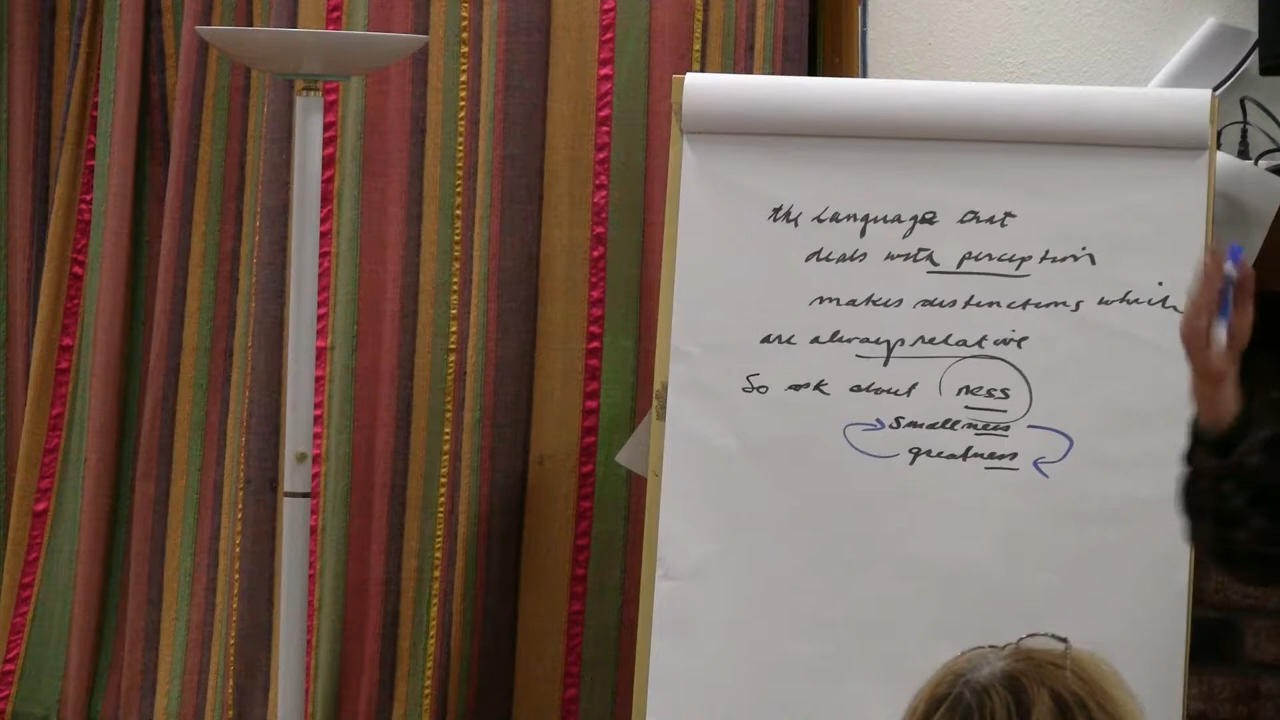 the language that
deals with perception
makes distinctions which
are always relative
So ask about ness
smallness
greatness